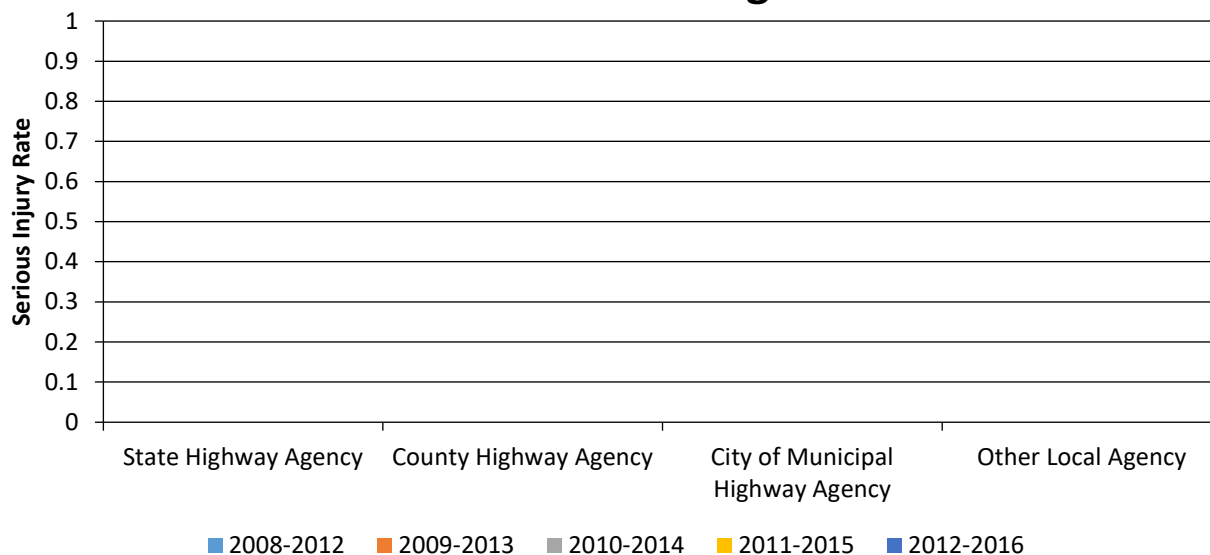 1
0.9
0.8
0.7
0.6
0.5
0.4
0.3
0.2
0.1
0
Serious Injury Rate
State Highway Agency
County Highway Agency
City of Municipal
Highway Agency
Other Local Agency
2008-2012
2009-2013
2010-2014
2011-2015
2012-2016